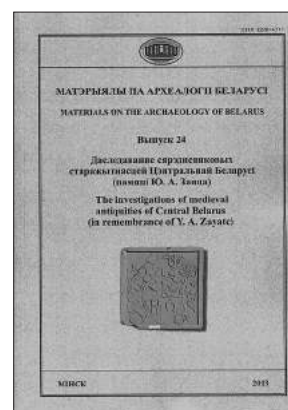 МАТЭРЫЯЛЫ ПА АРХЕАЛОГІІ БЕЛАРУСІ
MATERIALS ON THE ARCHAEOLOGY OF BELARUS
Выпуск 24
Даследаванне сярэдневяковых
старажытнасцей Цэнтральнай Беларусі
(памяці Ю. А. Заяца)
The investigations of medieval
antiquities of Central Belarus
(in remembrance of Y. A. Zayats)
МІНСК 2013